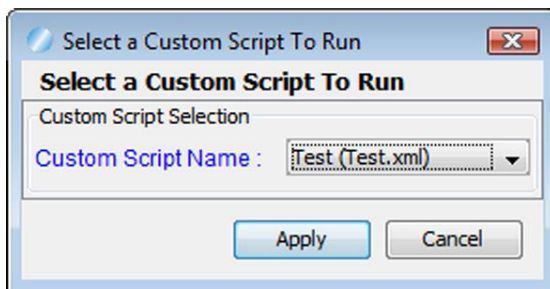 Select a Custom Script To Run
Select a Custom Script To Run
Custom Script Selection
Custom Script Name : Test (Test.xml)
Apply Cancel